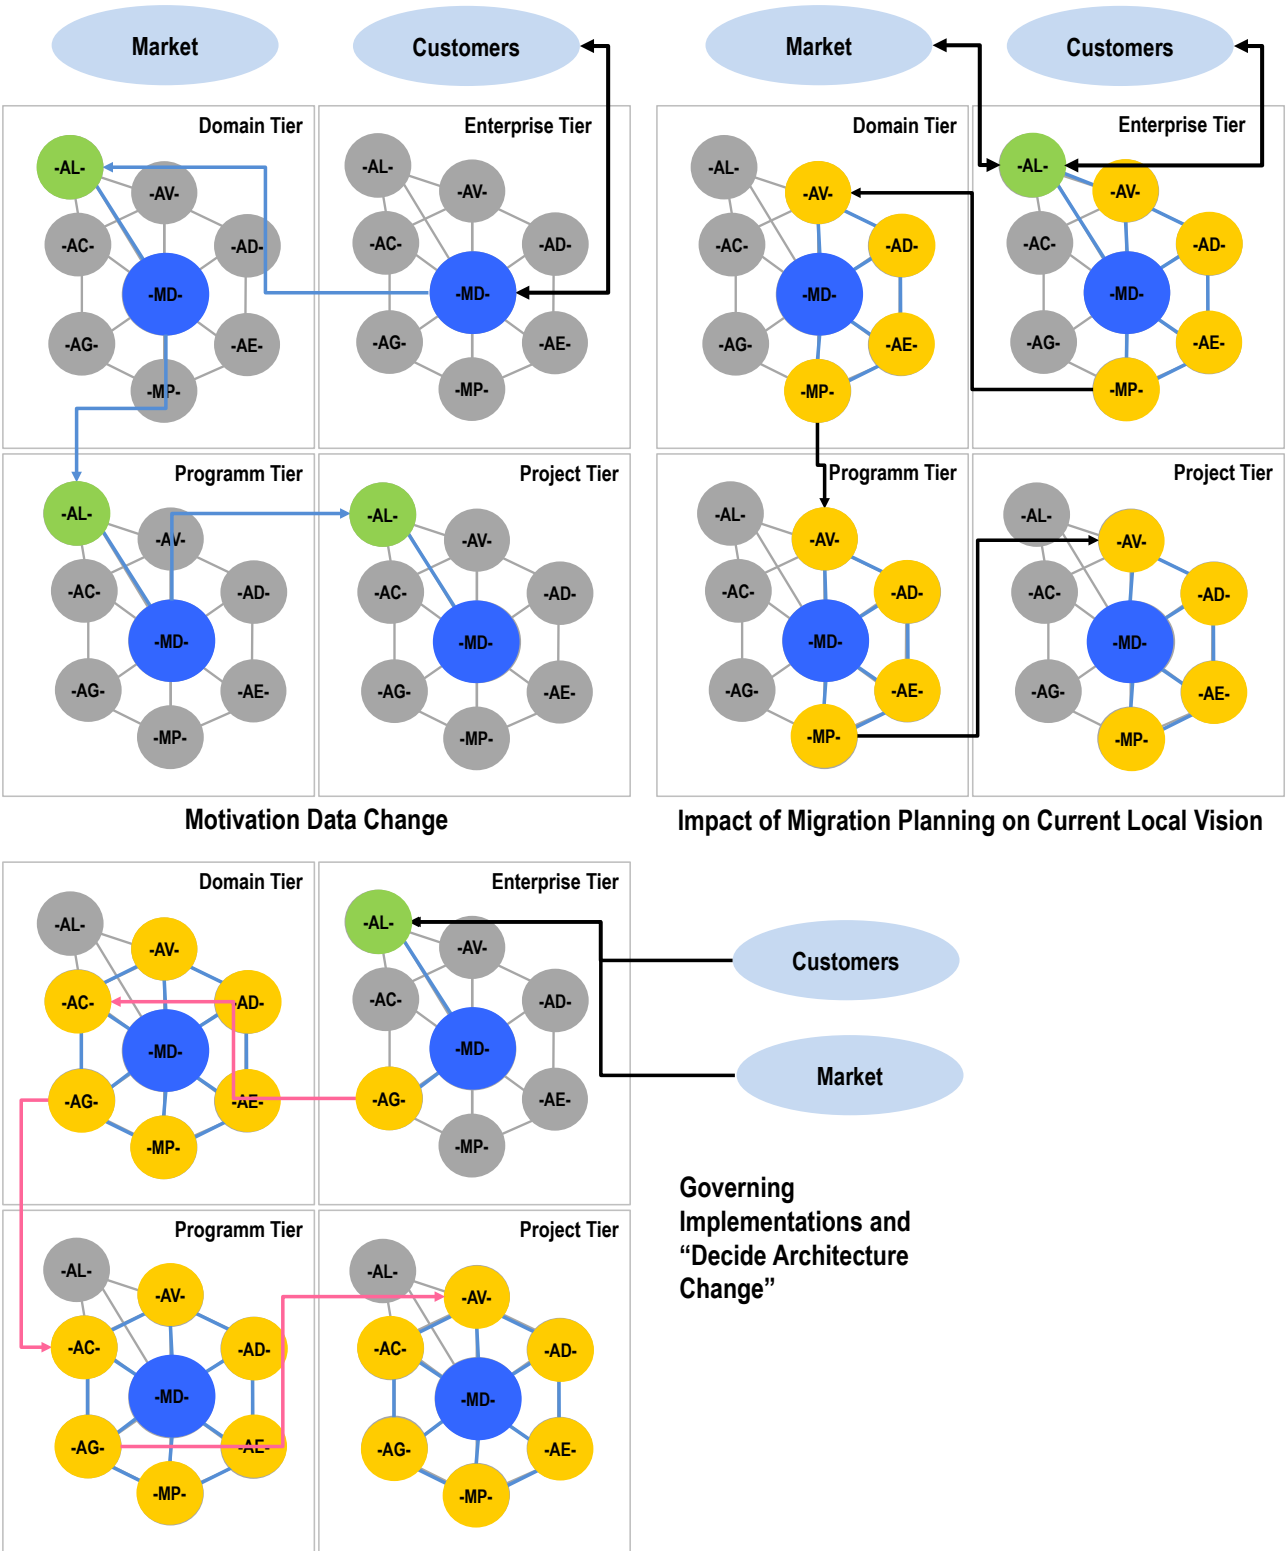 Market
Customers
Domain Tier
-AL-
-AV-
-AC-
-AD-
-MD-
-AG-
-AE-
-MP-
Enterprise Tier
-AL-
-AV-
-AC-
-AD-
-MD-
-AG-
-AE-
-MP-
Programm Tier
-AL-
-AV-
-AC-
-AD-
-MD-
-AG-
-AE-
-MP-
Project Tier
-AL-
-AV-
-AC-
-AD-
-MD-
-AG-
-AE-
-MP-
Motivation Data Change
Market
Customers
Domain Tier
-AL-
-AV-
-AC-
-AD-
-MD-
-AG-
-AE-
-MP-
Enterprise Tier
-AL-
-AV-
-AC-
-AD-
-MD-
-AG-
-AE-
-MP-
Programm Tier
-AL-
-AV-
-AC-
-AD-
-MD-
-AG-
-AE-
-MP-
Project Tier
-AL-
-AV-
-AC-
-AD-
-MD-
-AG-
-AE-
-MP-
Impact of Migration Planning on Current Local Vision
Domain Tier
-AL-
-AV-
-AC-
-AD-
-MD-
-AG-
-AE-
-MP-
Enterprise Tier
-AL-
-AV-
-AC-
-AD-
-MD-
-AG-
-AE-
-MP-
Customers
Market
Programm Tier
-AL-
-AV-
-AC-
-AD-
-MD-
-AG-
-AE-
-MP-
Project Tier
-AL-
-AV-
-AC-
-AD-
-MD-
-AG-
-AE-
-MP-
Governing
Implementations and
“Decide Architecture
Change”